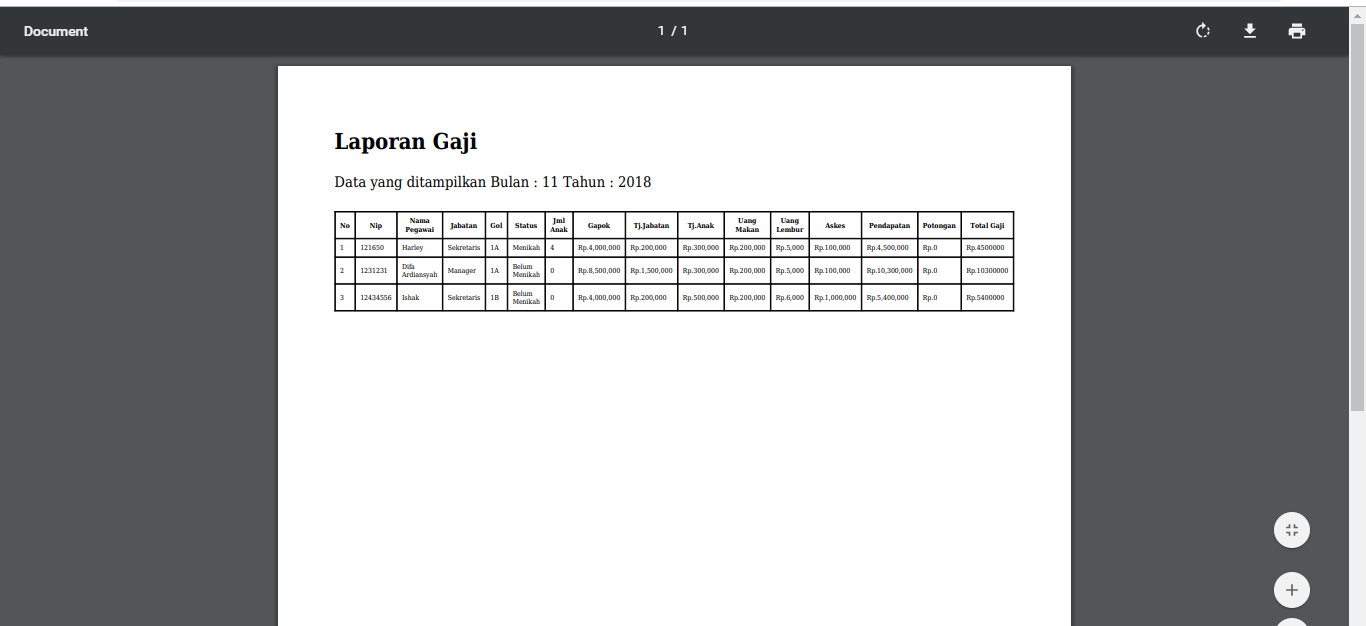 Document
1 / 1
Laporan Gaji
Data yang ditampilkan Bulan : 11 Tahun : 2018
No Nip Nama Pegawai Jabatan Gol Status Jml Anak Gapok Tj.Jabatan Tj.Anak Uang Makan Uang Lembur Askes Pendapatan Potongan Total Gaji
1 121650 Harley Sekretaris 1A Menikah 4 Rp.4,000,000 Rp.200,000 Rp.300,000 Rp.200,000 Rp.5,000 Rp.100,000 Rp.4,500,000 Rp.0 Rp.4500000
2 1231231 Difa Ardiansyah Manager 1A Belum Menikah 0 Rp.8,500,000 Rp.1,500,000 Rp.300,000 Rp.200,000 Rp.5,000 Rp.100,000 Rp.10,300,000 Rp.0 Rp.10300000
3 12434556 Ishak Sekretaris 1B Belum Menikah 0 Rp.4,000,000 Rp.200,000 Rp.500,000 Rp.200,000 Rp.6,000 Rp.1,000,000 Rp.5,400,000 Rp.0 Rp.5400000